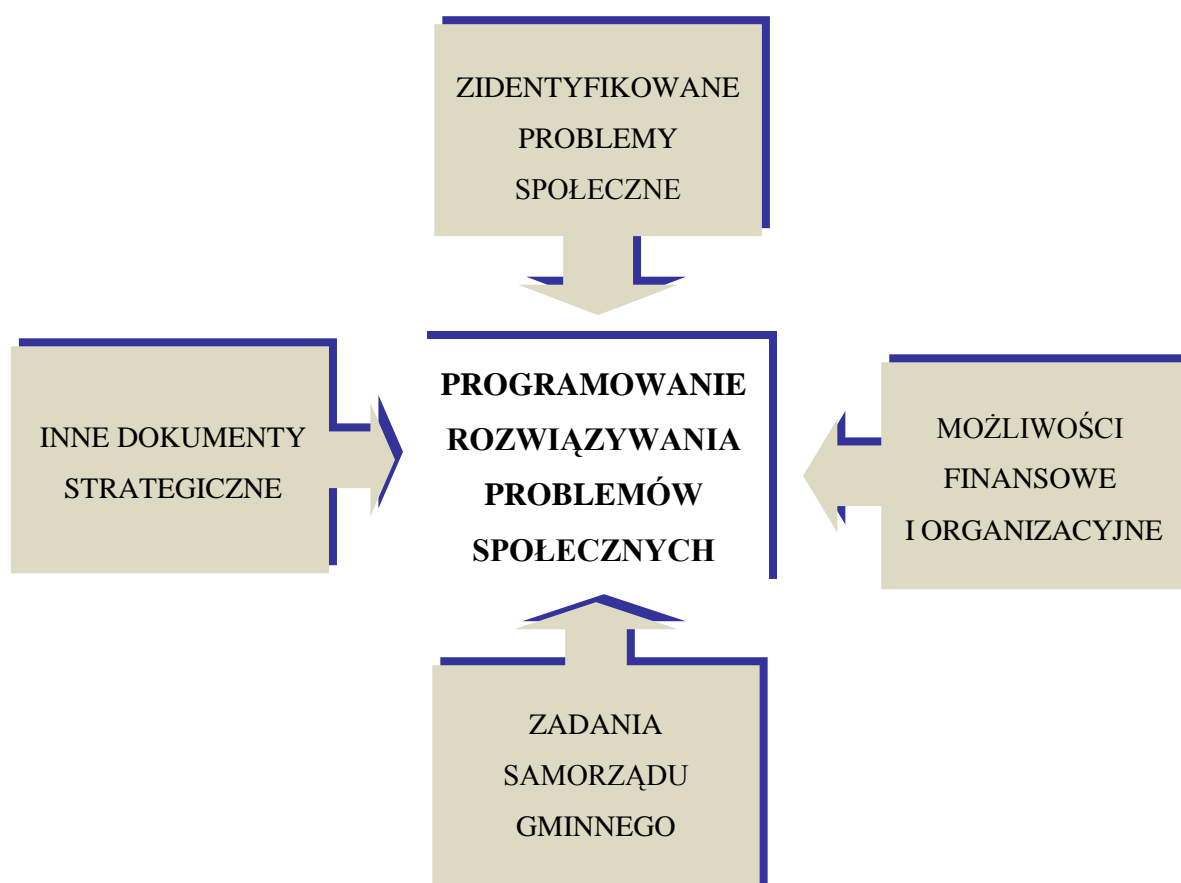 ZIDENTYFIKOWANE
PROBLEMY
SPOŁECZNE
INNE DOKUMENTY
STRATEGICZNE
PROGRAMOWANIE
ROZWIĄZYWANIA
PROBLEMÓW
SPOŁECZNYCH
MOŻLIWOŚCI
FINANSOWE
I ORGANIZACYJNE
ZADANIA
SAMORZĄDU
GMINNEGO